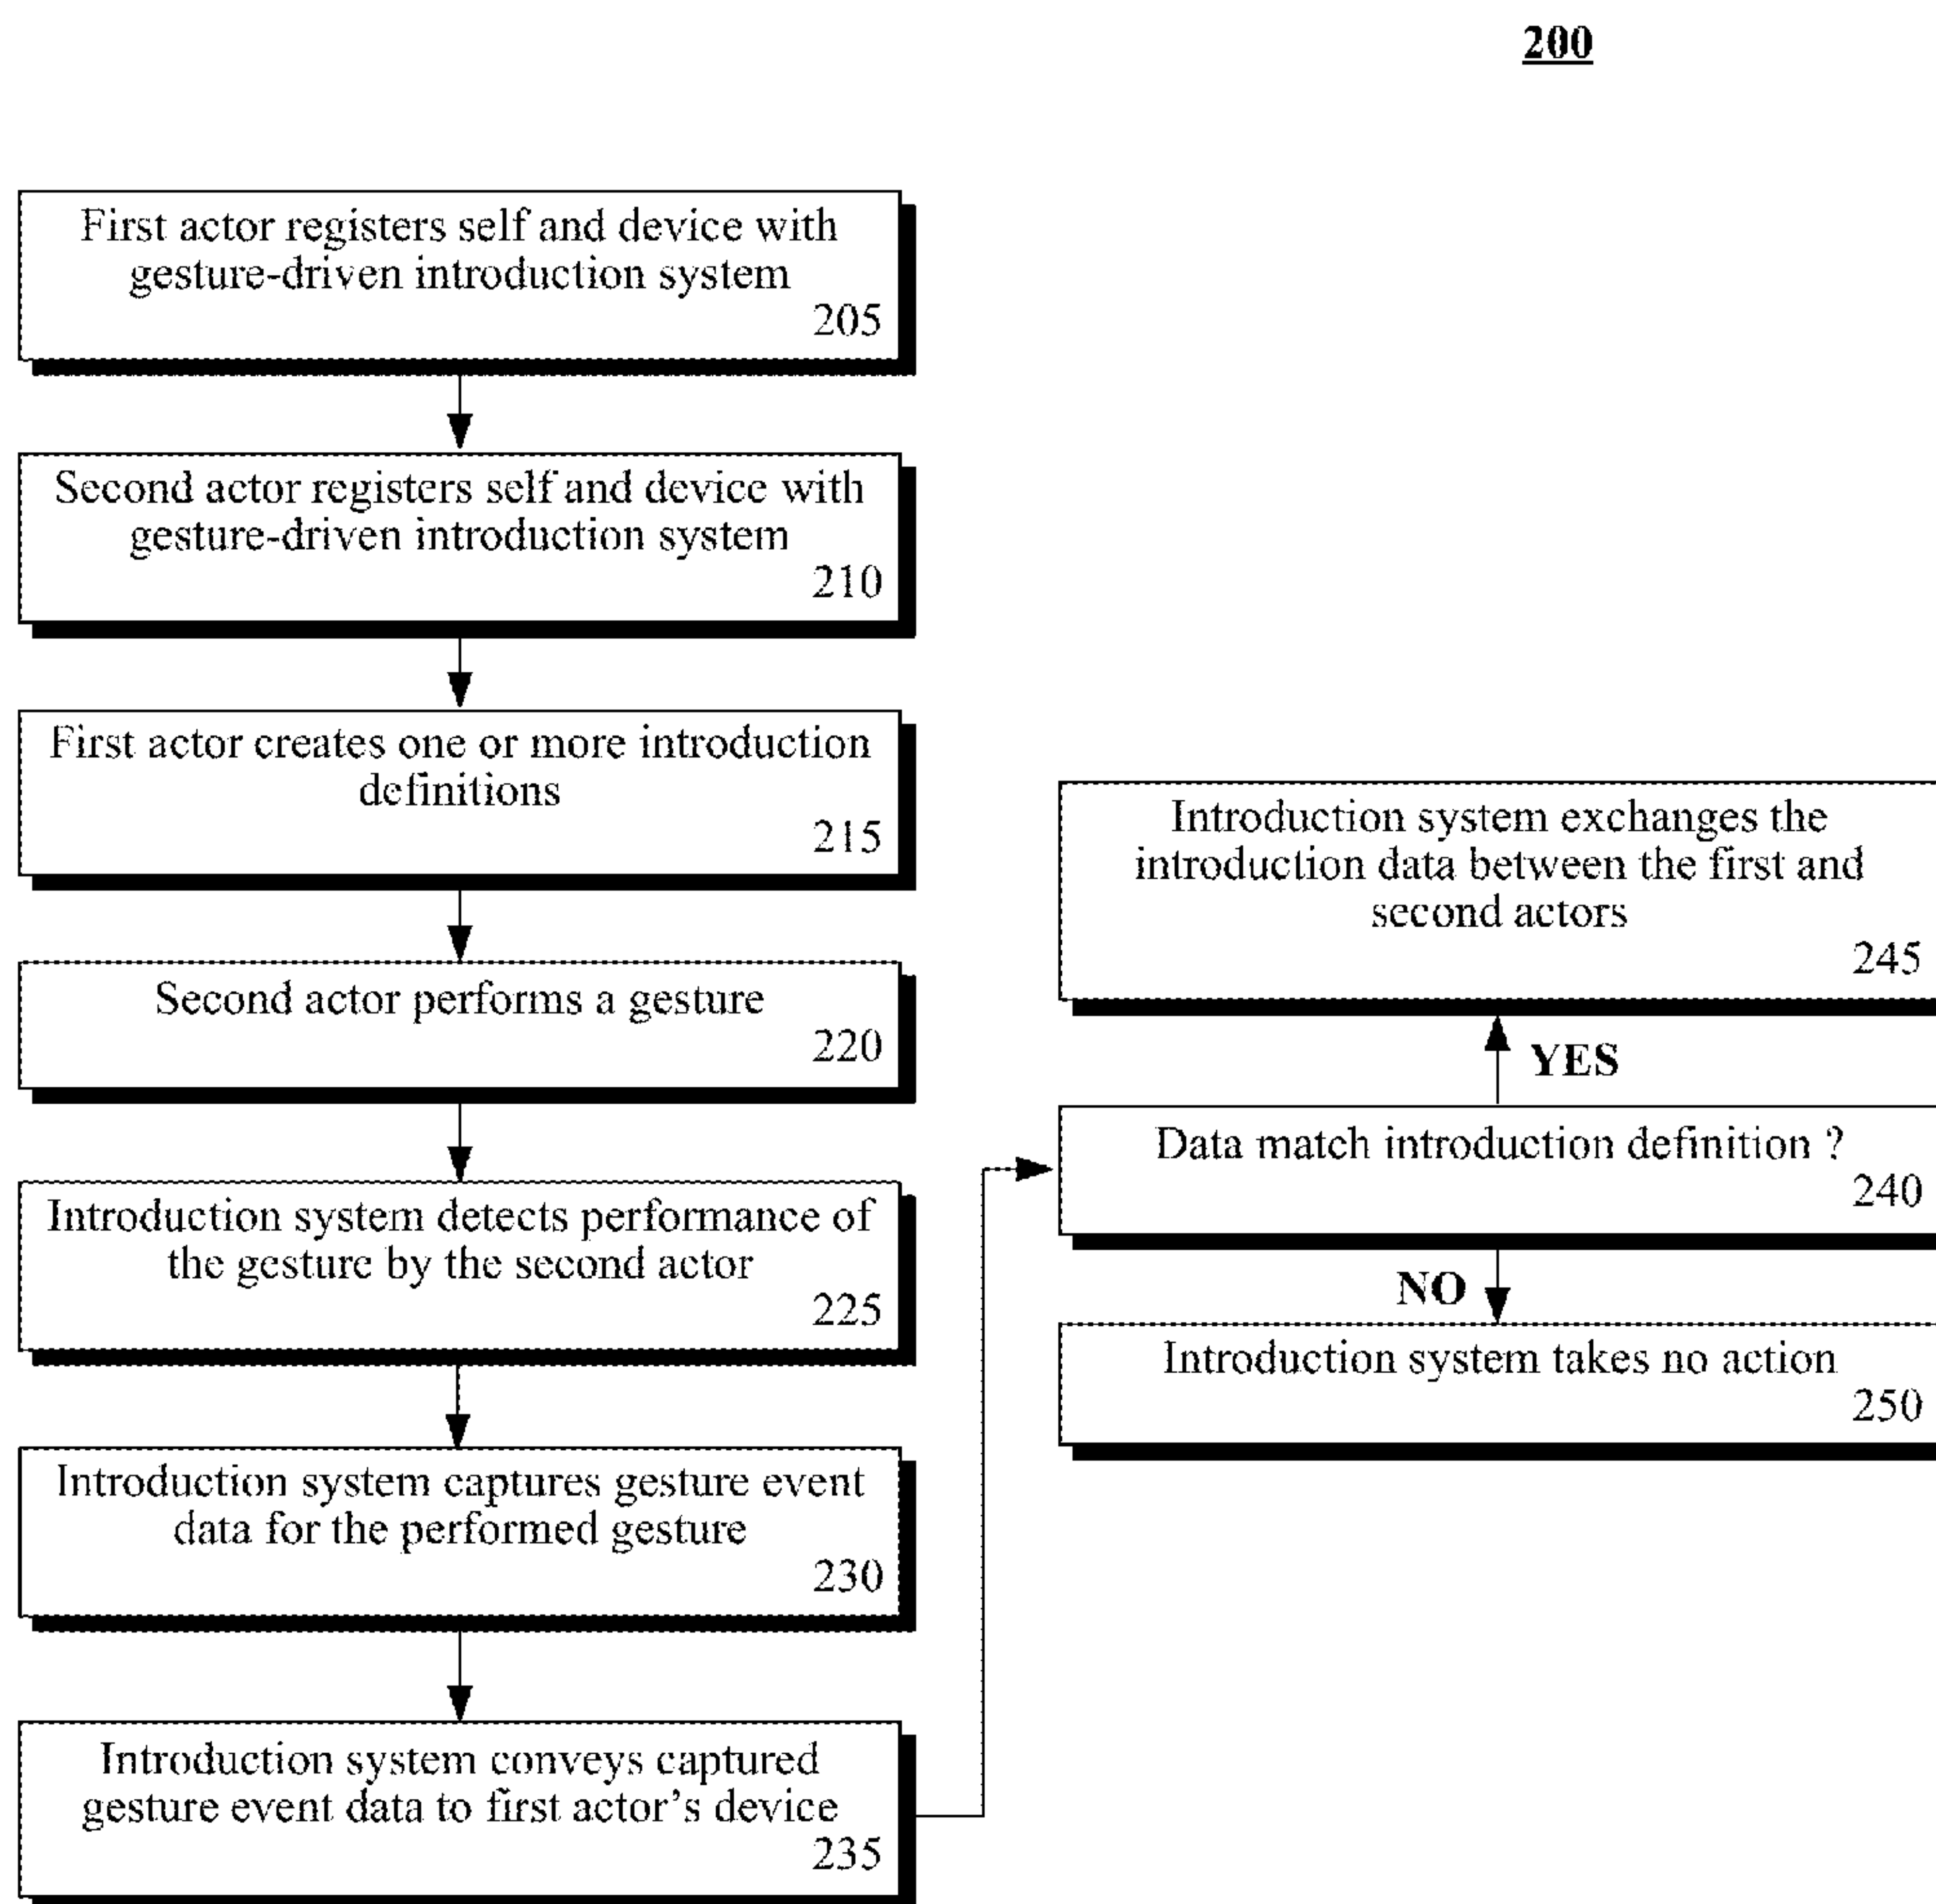 200
First actor registers self and device with
gesture-driven introduction system
205
Second actor registers self and device with
gesture-driven introduction system
210
First actor creates one or more introduction
definitions
215
Second actor performs a gesture
220
Introduction system detects performance of
the gesture by the second actor
225
Introduction system captures gesture event
data for the performed gesture
230
Introduction system conveys captured
gesture event data to first actor's device
235
Introduction system exchanges the
introduction data between the first and
second actors
245
YES
Data match introduction definition ?
240
NO
Introduction system takes no action
250